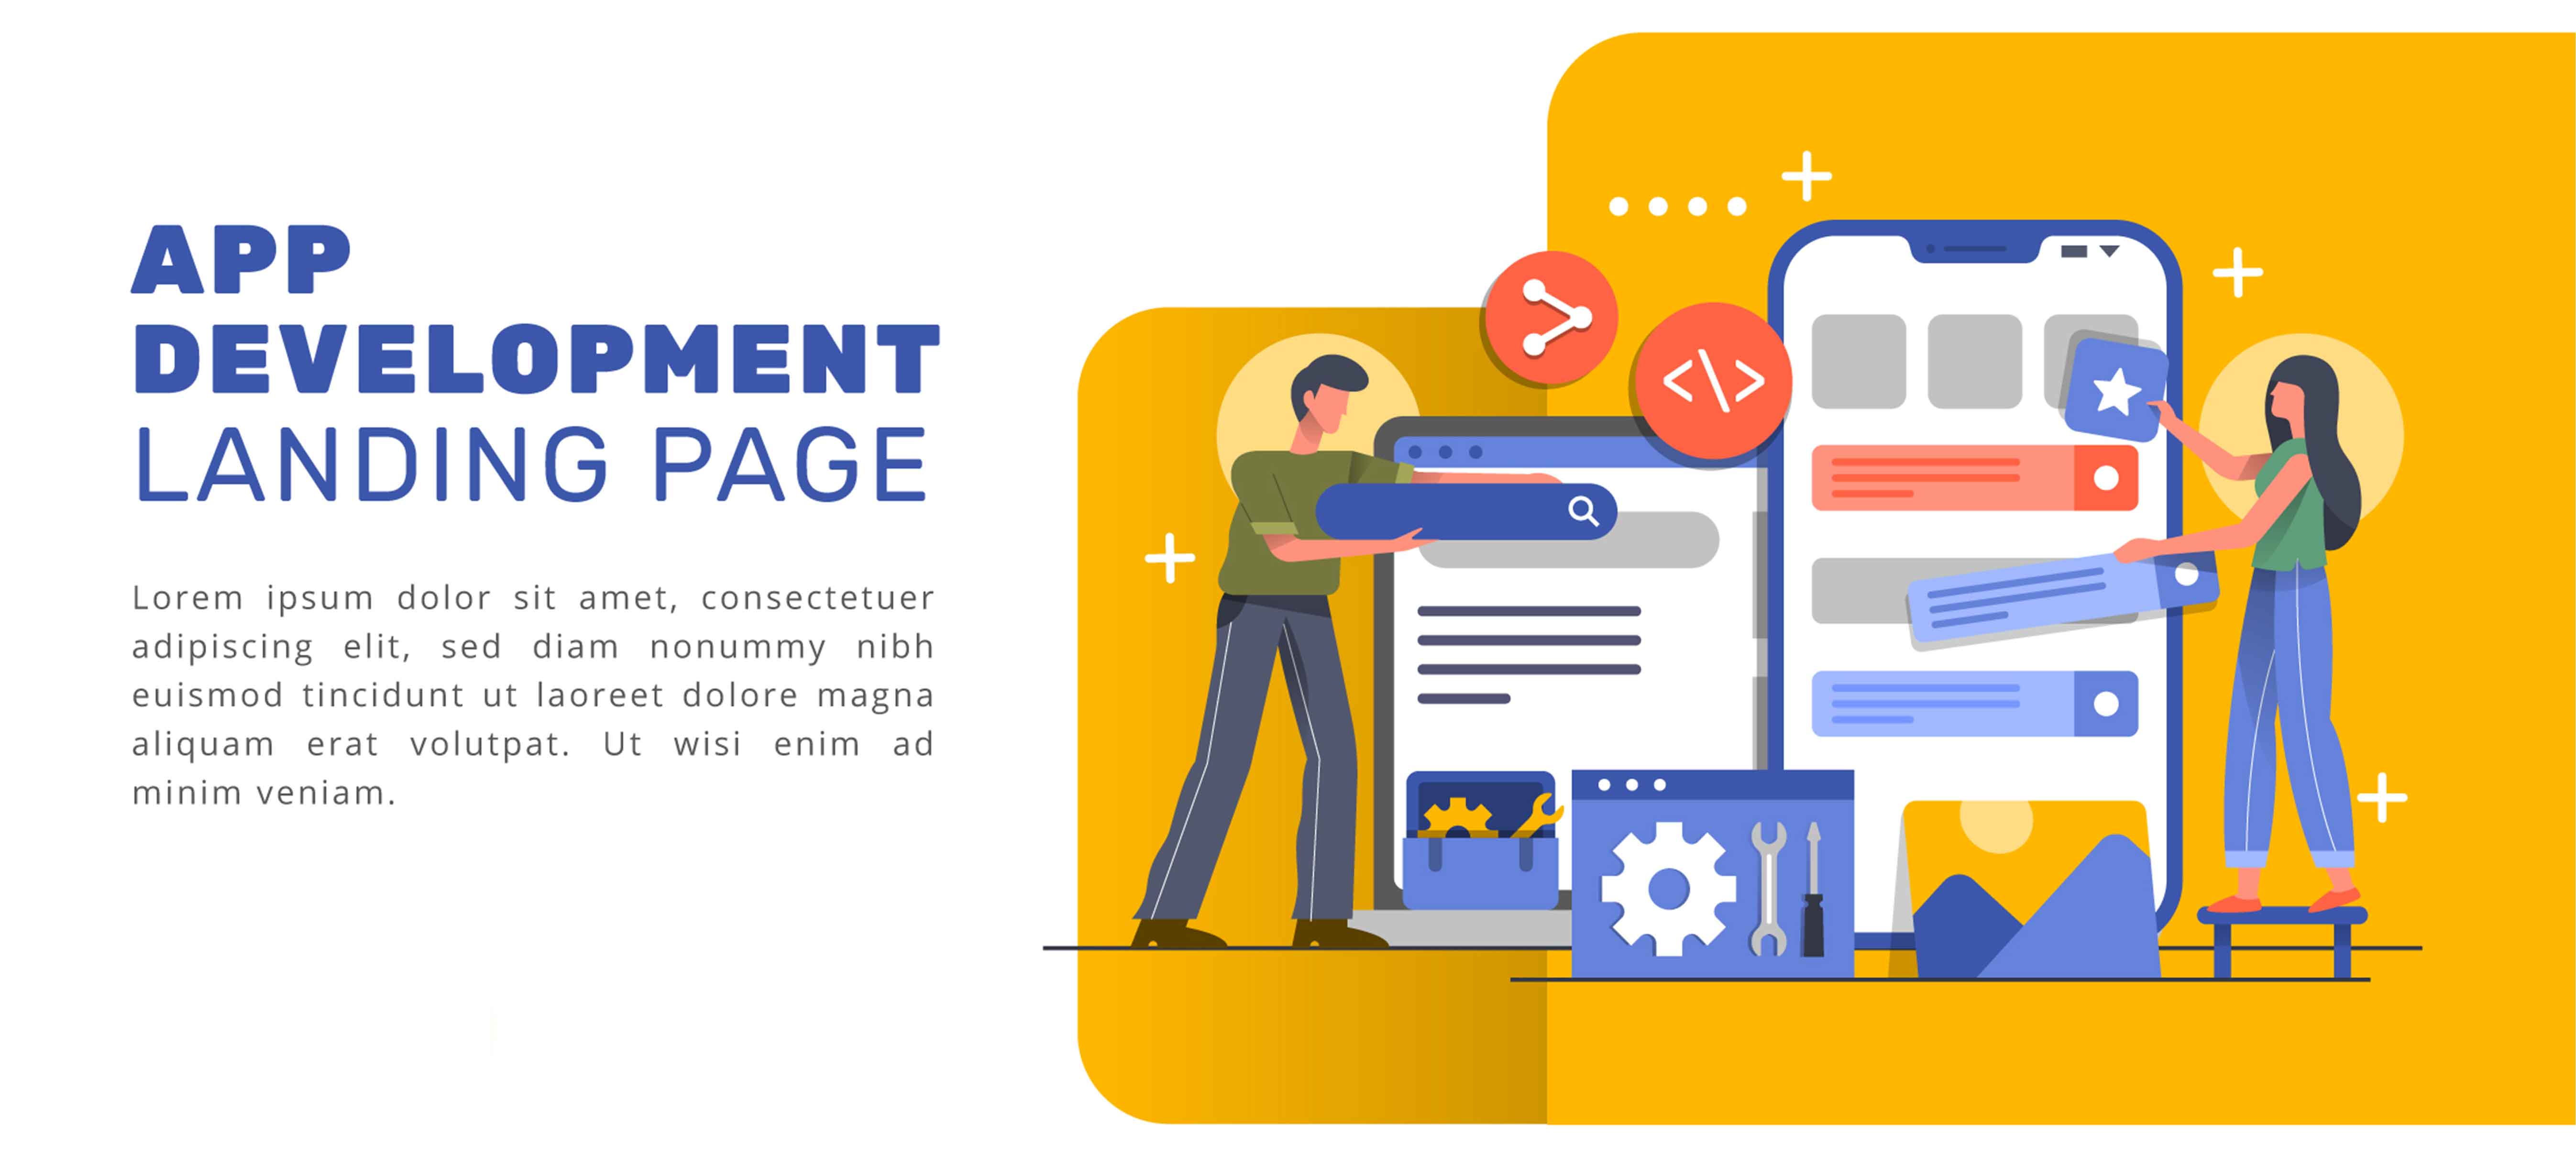 APP
DEVELOPMENT
LANDING PAGE
Lorem ipsum dolor sit amet, consectetuer
adipiscing elit, sed diam nonummy nibh
euismod tincidunt ut laoreet dolore magna
aliquam erat volutpat. Ut wisi enim ad
minim veniam.
<\>